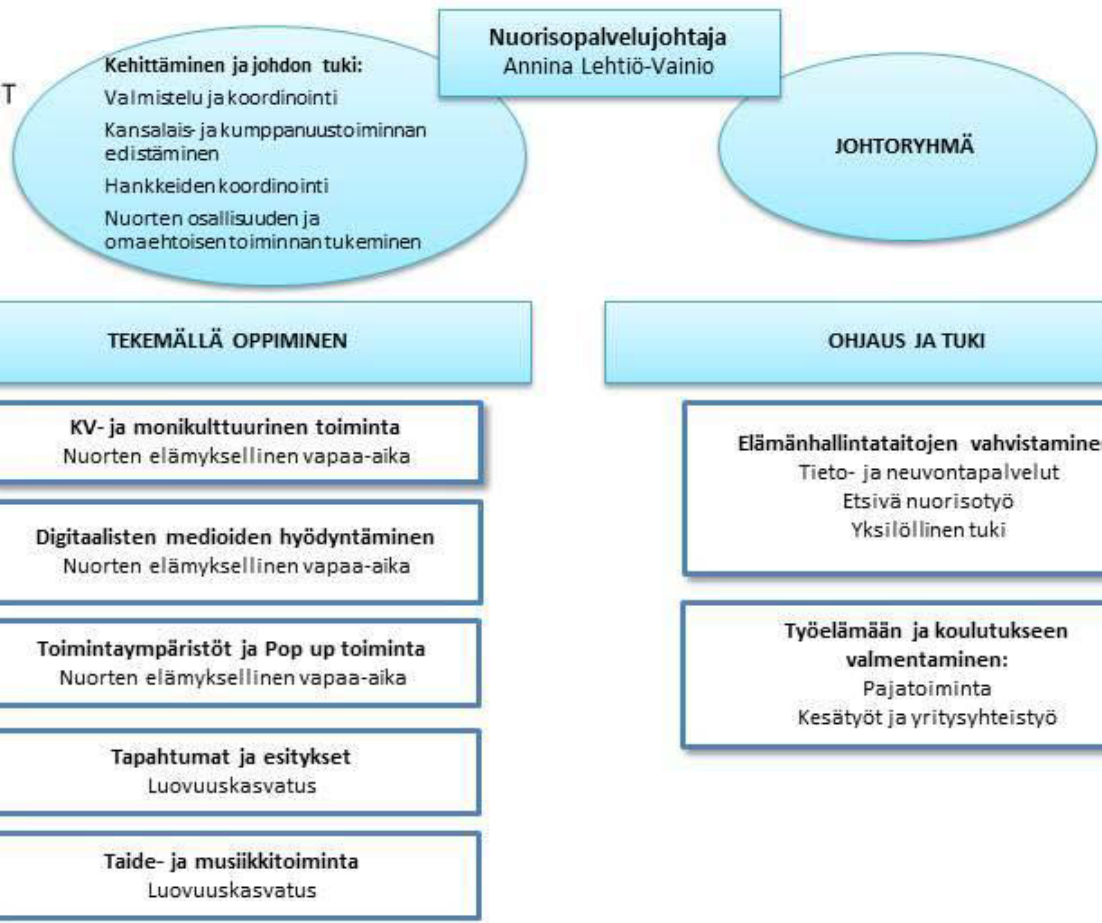 T
Nuorisopalvelujohtaja
Annina Lehtiö-Vainio
Kehittäminen ja johdon tuki:
Valmistelu ja koordinointi
Kansalais- ja kumppanuustoiminnan
edistäminen
Hankkeiden koordinointi
Nuorten osallisuuden ja
omaehtoisen toiminnan tukeminen
JOHTORYHMÄ
TEKEMÄLLÄ OPPIMINEN
KV- ja monikulttuurinen toiminta
Nuorten elämyksellinen vapaa-aika
Digitaalisten medioiden hyödyntäminen
Nuorten elämyksellinen vapaa-aika
Toimintaympäristöt ja Pop up toiminta
Nuorten elämyksellinen vapaa-aika
Tapahtumat ja esitykset
Luovuuskasvatus
Taide- ja musiikkitoiminta
Luovuuskasvatus
OHJAUS JA TUKI
Elämänhallintataitojen vahvistamine
Tieto- ja neuvontapalvelut
Etsivä nuorisotyö
Yksilöllinen tuki
Työelämään ja koulutukseen
valmentaminen:
Pajatoiminta
Kesätyöt ja yritysyhteistyö